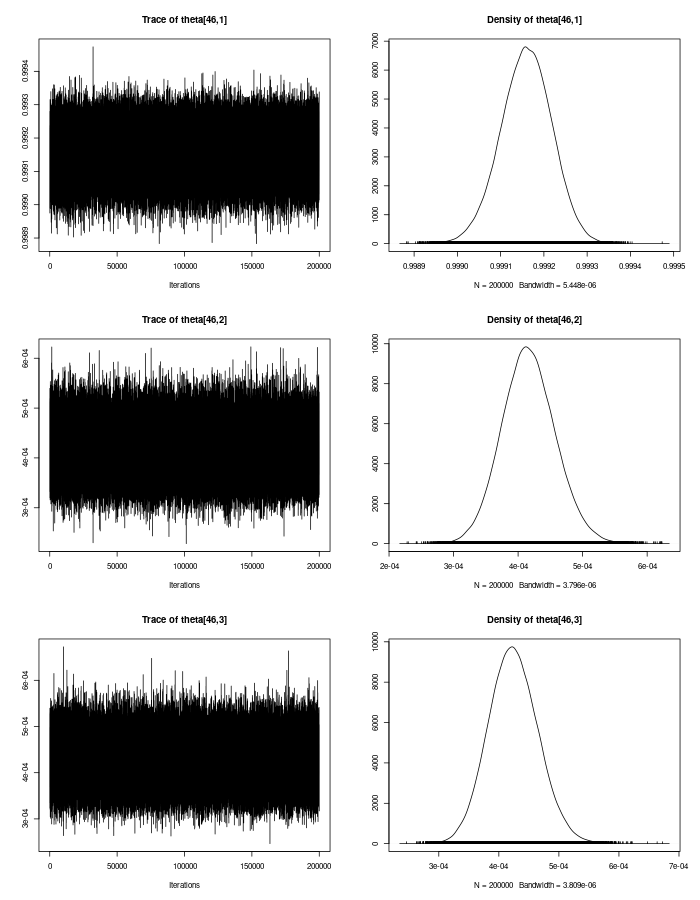 Trace of theta[46,1]
0.9989 0.9990 0.9991 0.9992 0.9993 0.9994
0 50000 100000 150000 200000
Iterations
Density of theta[46,1]
0 1000 2000 3000 4000 5000 6000 7000
0.9989 0.9990 0.9991 0.9992 0.9993 0.9994 0.9995
N = 200000 Bandwidth = 5.448e-06
Trace of theta[46,2]
3e-04 4e-04 5e-04 6e-04
0 50000 100000 150000 200000
Iterations
Density of theta[46,2]
0 2000 4000 6000 8000 10000
2e-04 3e-04 4e-04 5e-04 6e-04
N = 200000 Bandwidth = 3.796e-06
Trace of theta[46,3]
3e-04 4e-04 5e-04 6e-04
0 50000 100000 150000 200000
Iterations
Density of theta[46,3]
0 2000 4000 6000 8000 10000
3e-04 4e-04 5e-04 6e-04 7e-04
N = 200000 Bandwidth = 3.809e-06